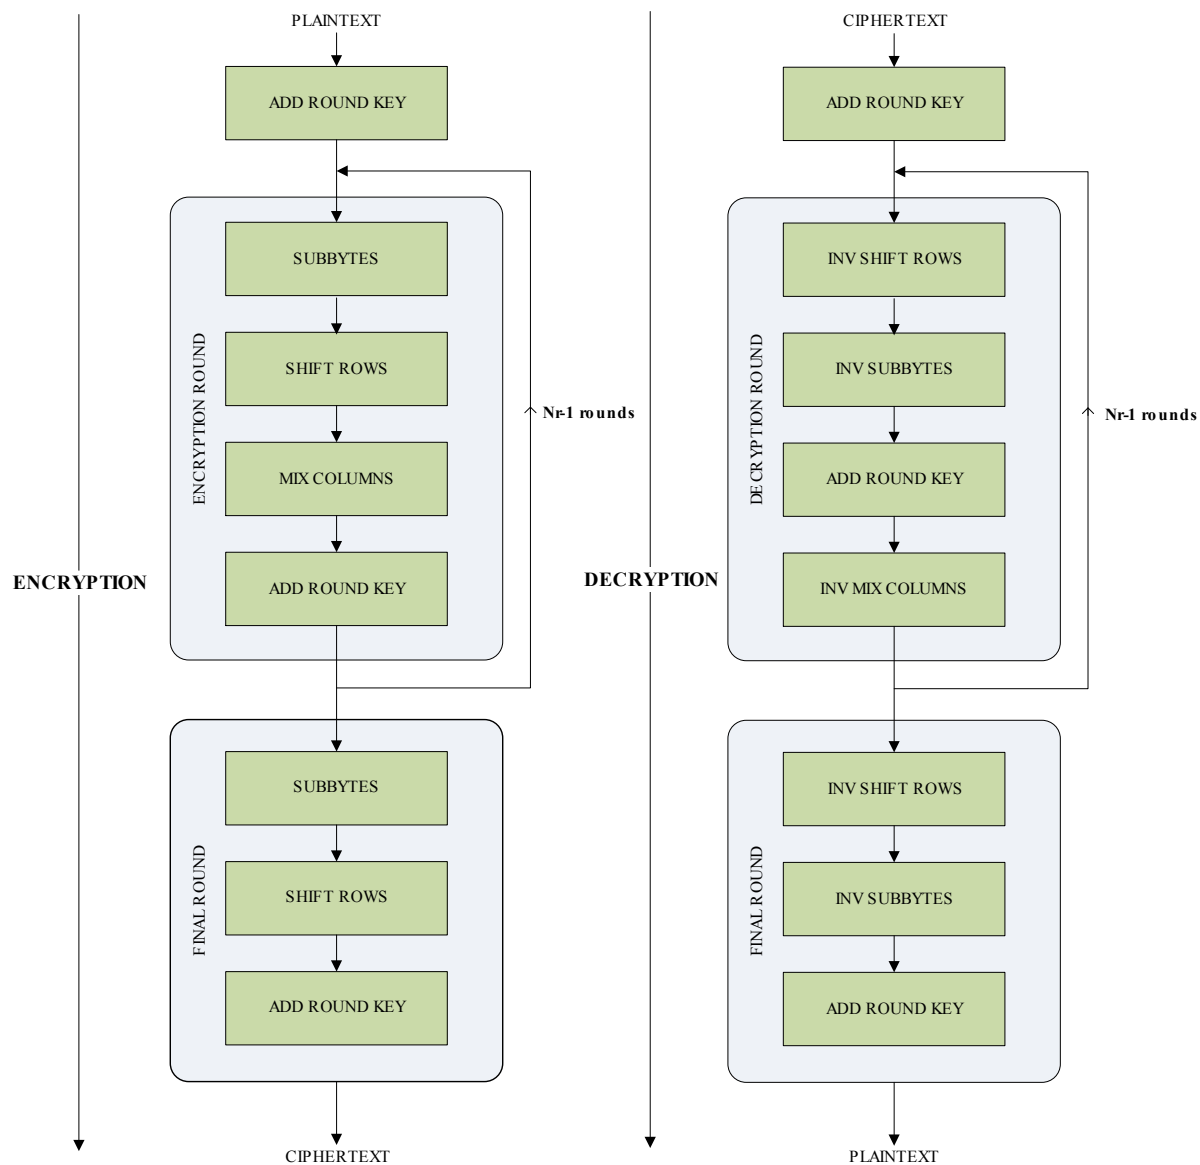 PLAINTEXT
ADD ROUND KEY
SUBBYTES
SHIFT ROWS
MIX COLUMNS
ADD ROUND KEY
ENCRYPTION ROUND
Nr-1 rounds
ENCRYPTION
SUBBYTES
SHIFT ROWS
ADD ROUND KEY
FINAL ROUND
CIPHERTEXT
CIPHERTEXT
ADD ROUND KEY
INV SHIFT ROWS
INV SUBBYTES
ADD ROUND KEY
INV MIX COLUMNS
DECRYPTION ROUND
Nr-1 rounds
DECRYPTION
INV SHIFT ROWS
INV SUBBYTES
ADD ROUND KEY
FINAL ROUND
PLAINTEXT